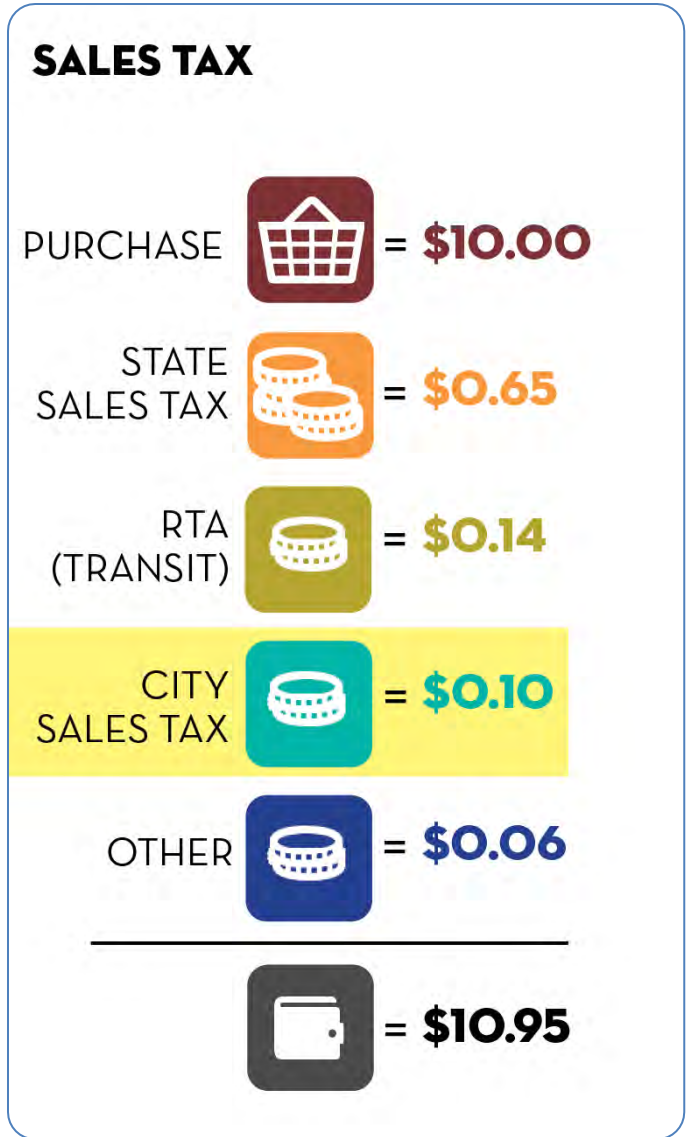 SALES TAX
PURCHASE = $10.00
STATE
SALES TAX = $0.65
RTA
(TRANSIT) = $0.14
CITY
SALES TAX = $0.10
OTHER = $0.06
= $10.95